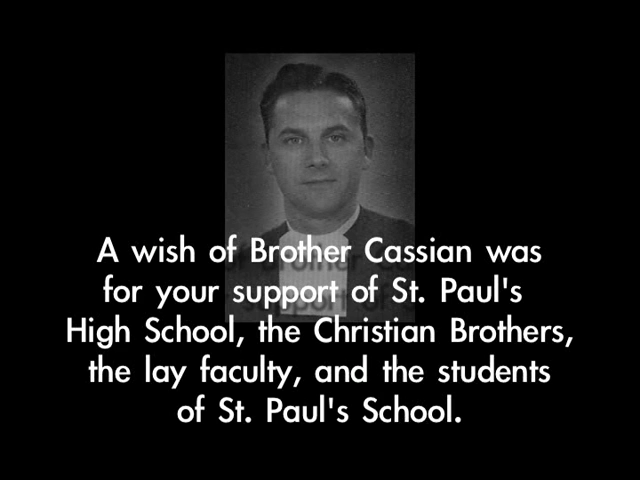 A wish of Brother Cassian was
for your support of St. Paul's
High School, the Christian Brothers,
the lay faculty, and the students
of St. Paul's School.